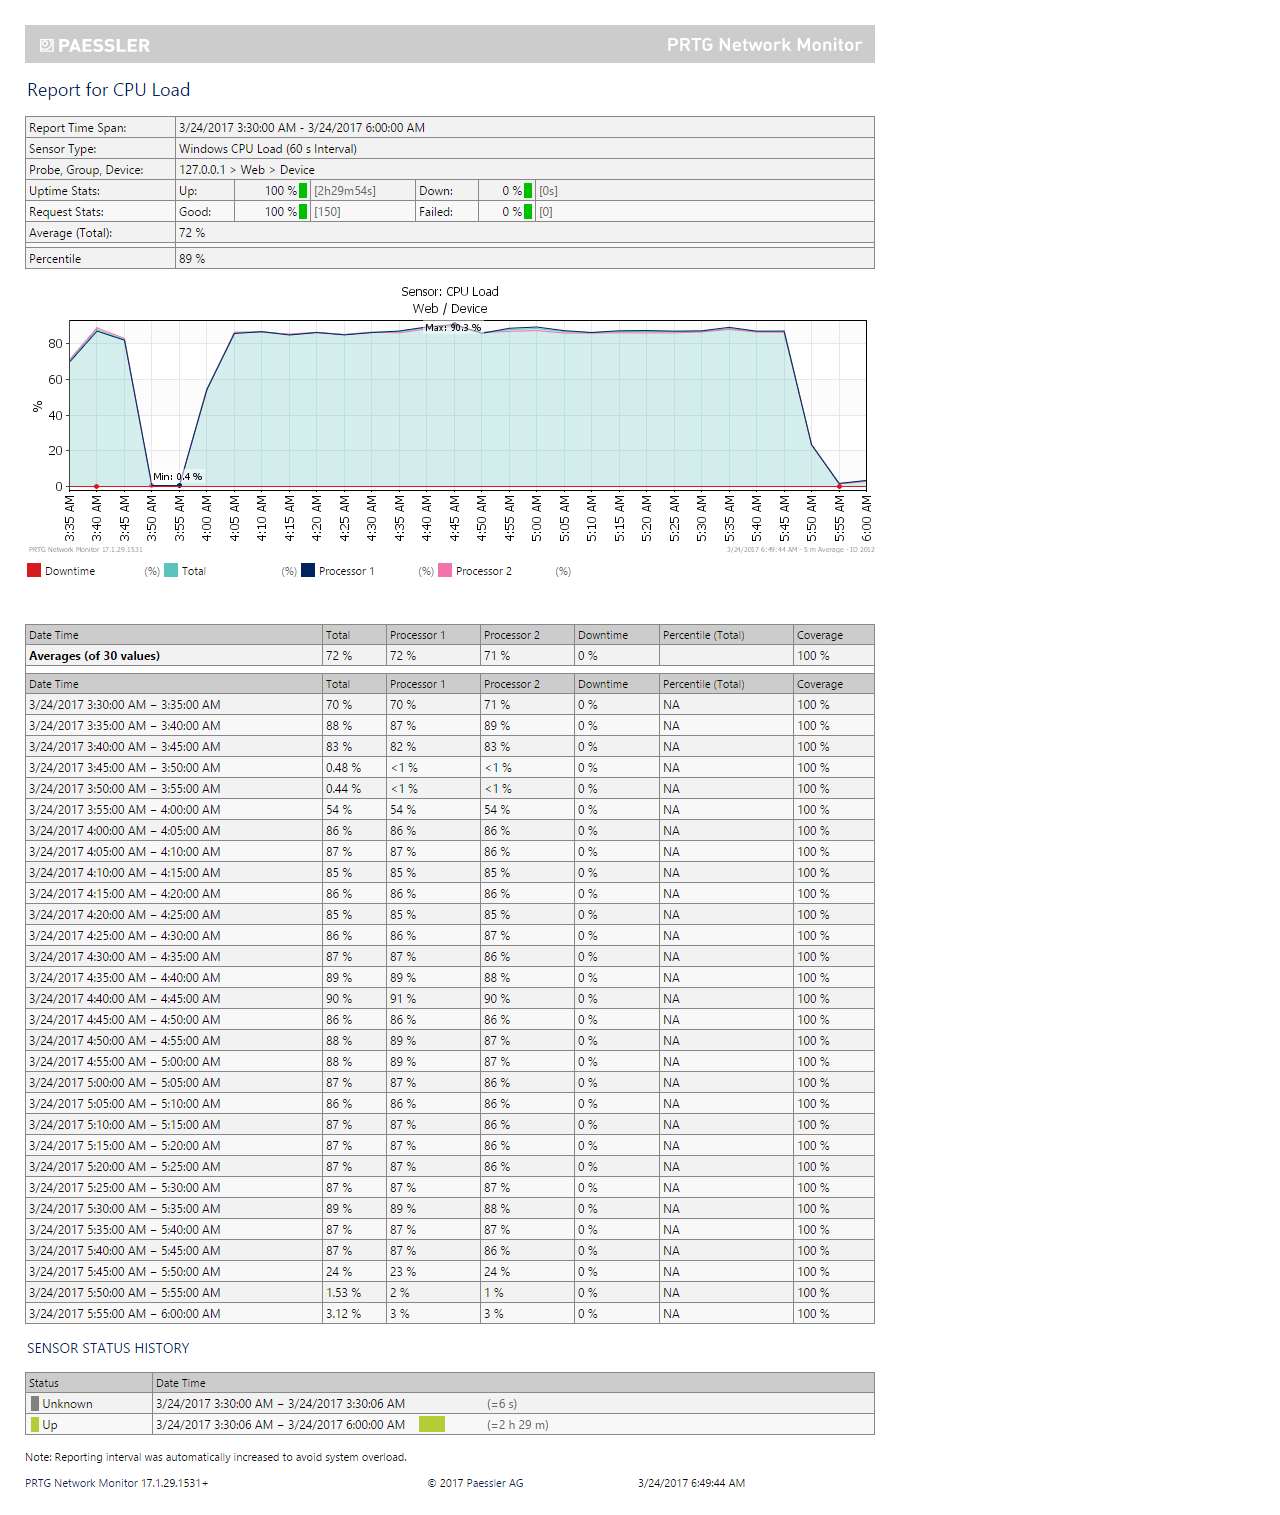 PAESSLER PRTG Network Monitor
Report for CPU Load
Report Time Span: 3/24/2017 3:30:00 AM - 3/24/2017 6:00:00 AM
Sensor Type: Windows CPU Load (60 s Interval)
Probe, Group, Device: 127.0.0.1 > Web > Device
Uptime Stats: Up: 100 % [2h29m54s] Down: 0 % [0s]
Request Stats: Good: 100 % [150] Failed: 0 % [0]
Average (Total): 72 %
Percentile 89 %
Sensor: CPU Load
Web / Device
Max: 90.3 %
80
60
%
40
20
Min: 0.4 %
0
3:35 AM 3:40 AM 3:45 AM 3:50 AM 3:55 AM 4:00 AM 4:05 AM 4:10 AM 4:15 AM 4:20 AM 4:25 AM 4:30 AM 4:35 AM 4:40 AM 4:45 AM 4:50 AM 4:55 AM 5:00 AM 5:05 AM 5:10 AM 5:15 AM 5:20 AM 5:25 AM 5:30 AM 5:35 AM 5:40 AM 5:45 AM 5:50 AM 5:55 AM 6:00 AM
PRTG Network Monitor 17.1.29.1531 3/24/2017 6:49:44 AM - 5 m Average - ID 2012
Downtime (%) Total (%) Processor 1 (%) Processor 2 (%)
Date Time Total Processor 1 Processor 2 Downtime Percentile (Total) Coverage
Averages (of 30 values) 72 % 72 % 71 % 0 % 100 %
Date Time Total Processor 1 Processor 2 Downtime Percentile (Total) Coverage
3/24/2017 3:30:00 AM – 3:35:00 AM 70 % 70 % 71 % 0 % NA 100 %
3/24/2017 3:35:00 AM – 3:40:00 AM 88 % 87 % 89 % 0 % NA 100 %
3/24/2017 3:40:00 AM – 3:45:00 AM 83 % 82 % 83 % 0 % NA 100 %
3/24/2017 3:45:00 AM – 3:50:00 AM 0.48 % <1 % <1 % 0 % NA 100 %
3/24/2017 3:50:00 AM – 3:55:00 AM 0.44 % <1 % <1 % 0 % NA 100 %
3/24/2017 3:55:00 AM – 4:00:00 AM 54 % 54 % 54 % 0 % NA 100 %
3/24/2017 4:00:00 AM – 4:05:00 AM 86 % 86 % 86 % 0 % NA 100 %
3/24/2017 4:05:00 AM – 4:10:00 AM 87 % 87 % 86 % 0 % NA 100 %
3/24/2017 4:10:00 AM – 4:15:00 AM 85 % 85 % 85 % 0 % NA 100 %
3/24/2017 4:15:00 AM – 4:20:00 AM 86 % 86 % 86 % 0 % NA 100 %
3/24/2017 4:20:00 AM – 4:25:00 AM 85 % 85 % 85 % 0 % NA 100 %
3/24/2017 4:25:00 AM – 4:30:00 AM 86 % 86 % 87 % 0 % NA 100 %
3/24/2017 4:30:00 AM – 4:35:00 AM 87 % 87 % 86 % 0 % NA 100 %
3/24/2017 4:35:00 AM – 4:40:00 AM 89 % 89 % 88 % 0 % NA 100 %
3/24/2017 4:40:00 AM – 4:45:00 AM 90 % 91 % 90 % 0 % NA 100 %
3/24/2017 4:45:00 AM – 4:50:00 AM 86 % 86 % 86 % 0 % NA 100 %
3/24/2017 4:50:00 AM – 4:55:00 AM 88 % 89 % 87 % 0 % NA 100 %
3/24/2017 4:55:00 AM – 5:00:00 AM 88 % 89 % 87 % 0 % NA 100 %
3/24/2017 5:00:00 AM – 5:05:00 AM 87 % 87 % 86 % 0 % NA 100 %
3/24/2017 5:05:00 AM – 5:10:00 AM 86 % 86 % 86 % 0 % NA 100 %
3/24/2017 5:10:00 AM – 5:15:00 AM 87 % 87 % 86 % 0 % NA 100 %
3/24/2017 5:15:00 AM – 5:20:00 AM 87 % 87 % 86 % 0 % NA 100 %
3/24/2017 5:20:00 AM – 5:25:00 AM 87 % 87 % 86 % 0 % NA 100 %
3/24/2017 5:25:00 AM – 5:30:00 AM 87 % 87 % 87 % 0 % NA 100 %
3/24/2017 5:30:00 AM – 5:35:00 AM 89 % 89 % 88 % 0 % NA 100 %
3/24/2017 5:35:00 AM – 5:40:00 AM 87 % 87 % 87 % 0 % NA 100 %
3/24/2017 5:40:00 AM – 5:45:00 AM 87 % 87 % 86 % 0 % NA 100 %
3/24/2017 5:45:00 AM – 5:50:00 AM 24 % 23 % 24 % 0 % NA 100 %
3/24/2017 5:50:00 AM – 5:55:00 AM 1.53 % 2 % 1 % 0 % NA 100 %
3/24/2017 5:55:00 AM – 6:00:00 AM 3.12 % 3 % 3 % 0 % NA 100 %
SENSOR STATUS HISTORY
Status Date Time
Unknown 3/24/2017 3:30:00 AM – 3/24/2017 3:30:06 AM (=6 s)
Up 3/24/2017 3:30:06 AM – 3/24/2017 6:00:00 AM (=2 h 29 m)
Note: Reporting interval was automatically increased to avoid system overload.
PRTG Network Monitor 17.1.29.1531+ © 2017 Paessler AG 3/24/2017 6:49:44 AM